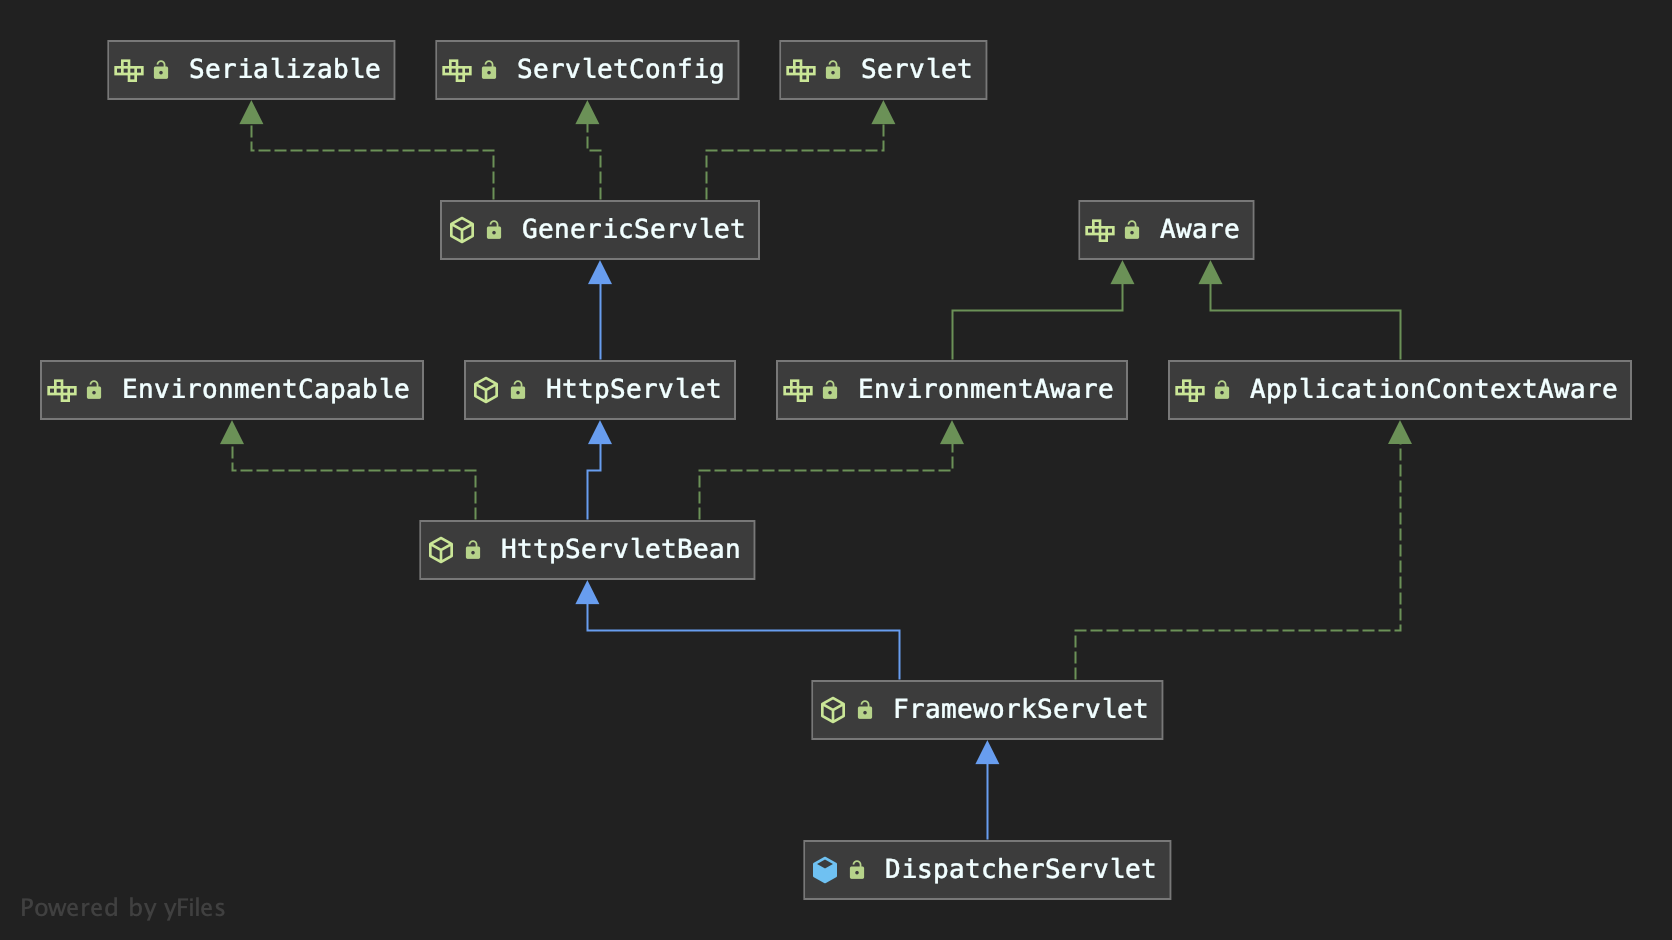 Serializable
ServletConfig
Servlet
GenericServlet
Aware
EnvironmentCapable
HttpServlet
EnvironmentAware
ApplicationContextAware
HttpServletBean
FrameworkServlet
DispatcherServlet
Powered by yFiles